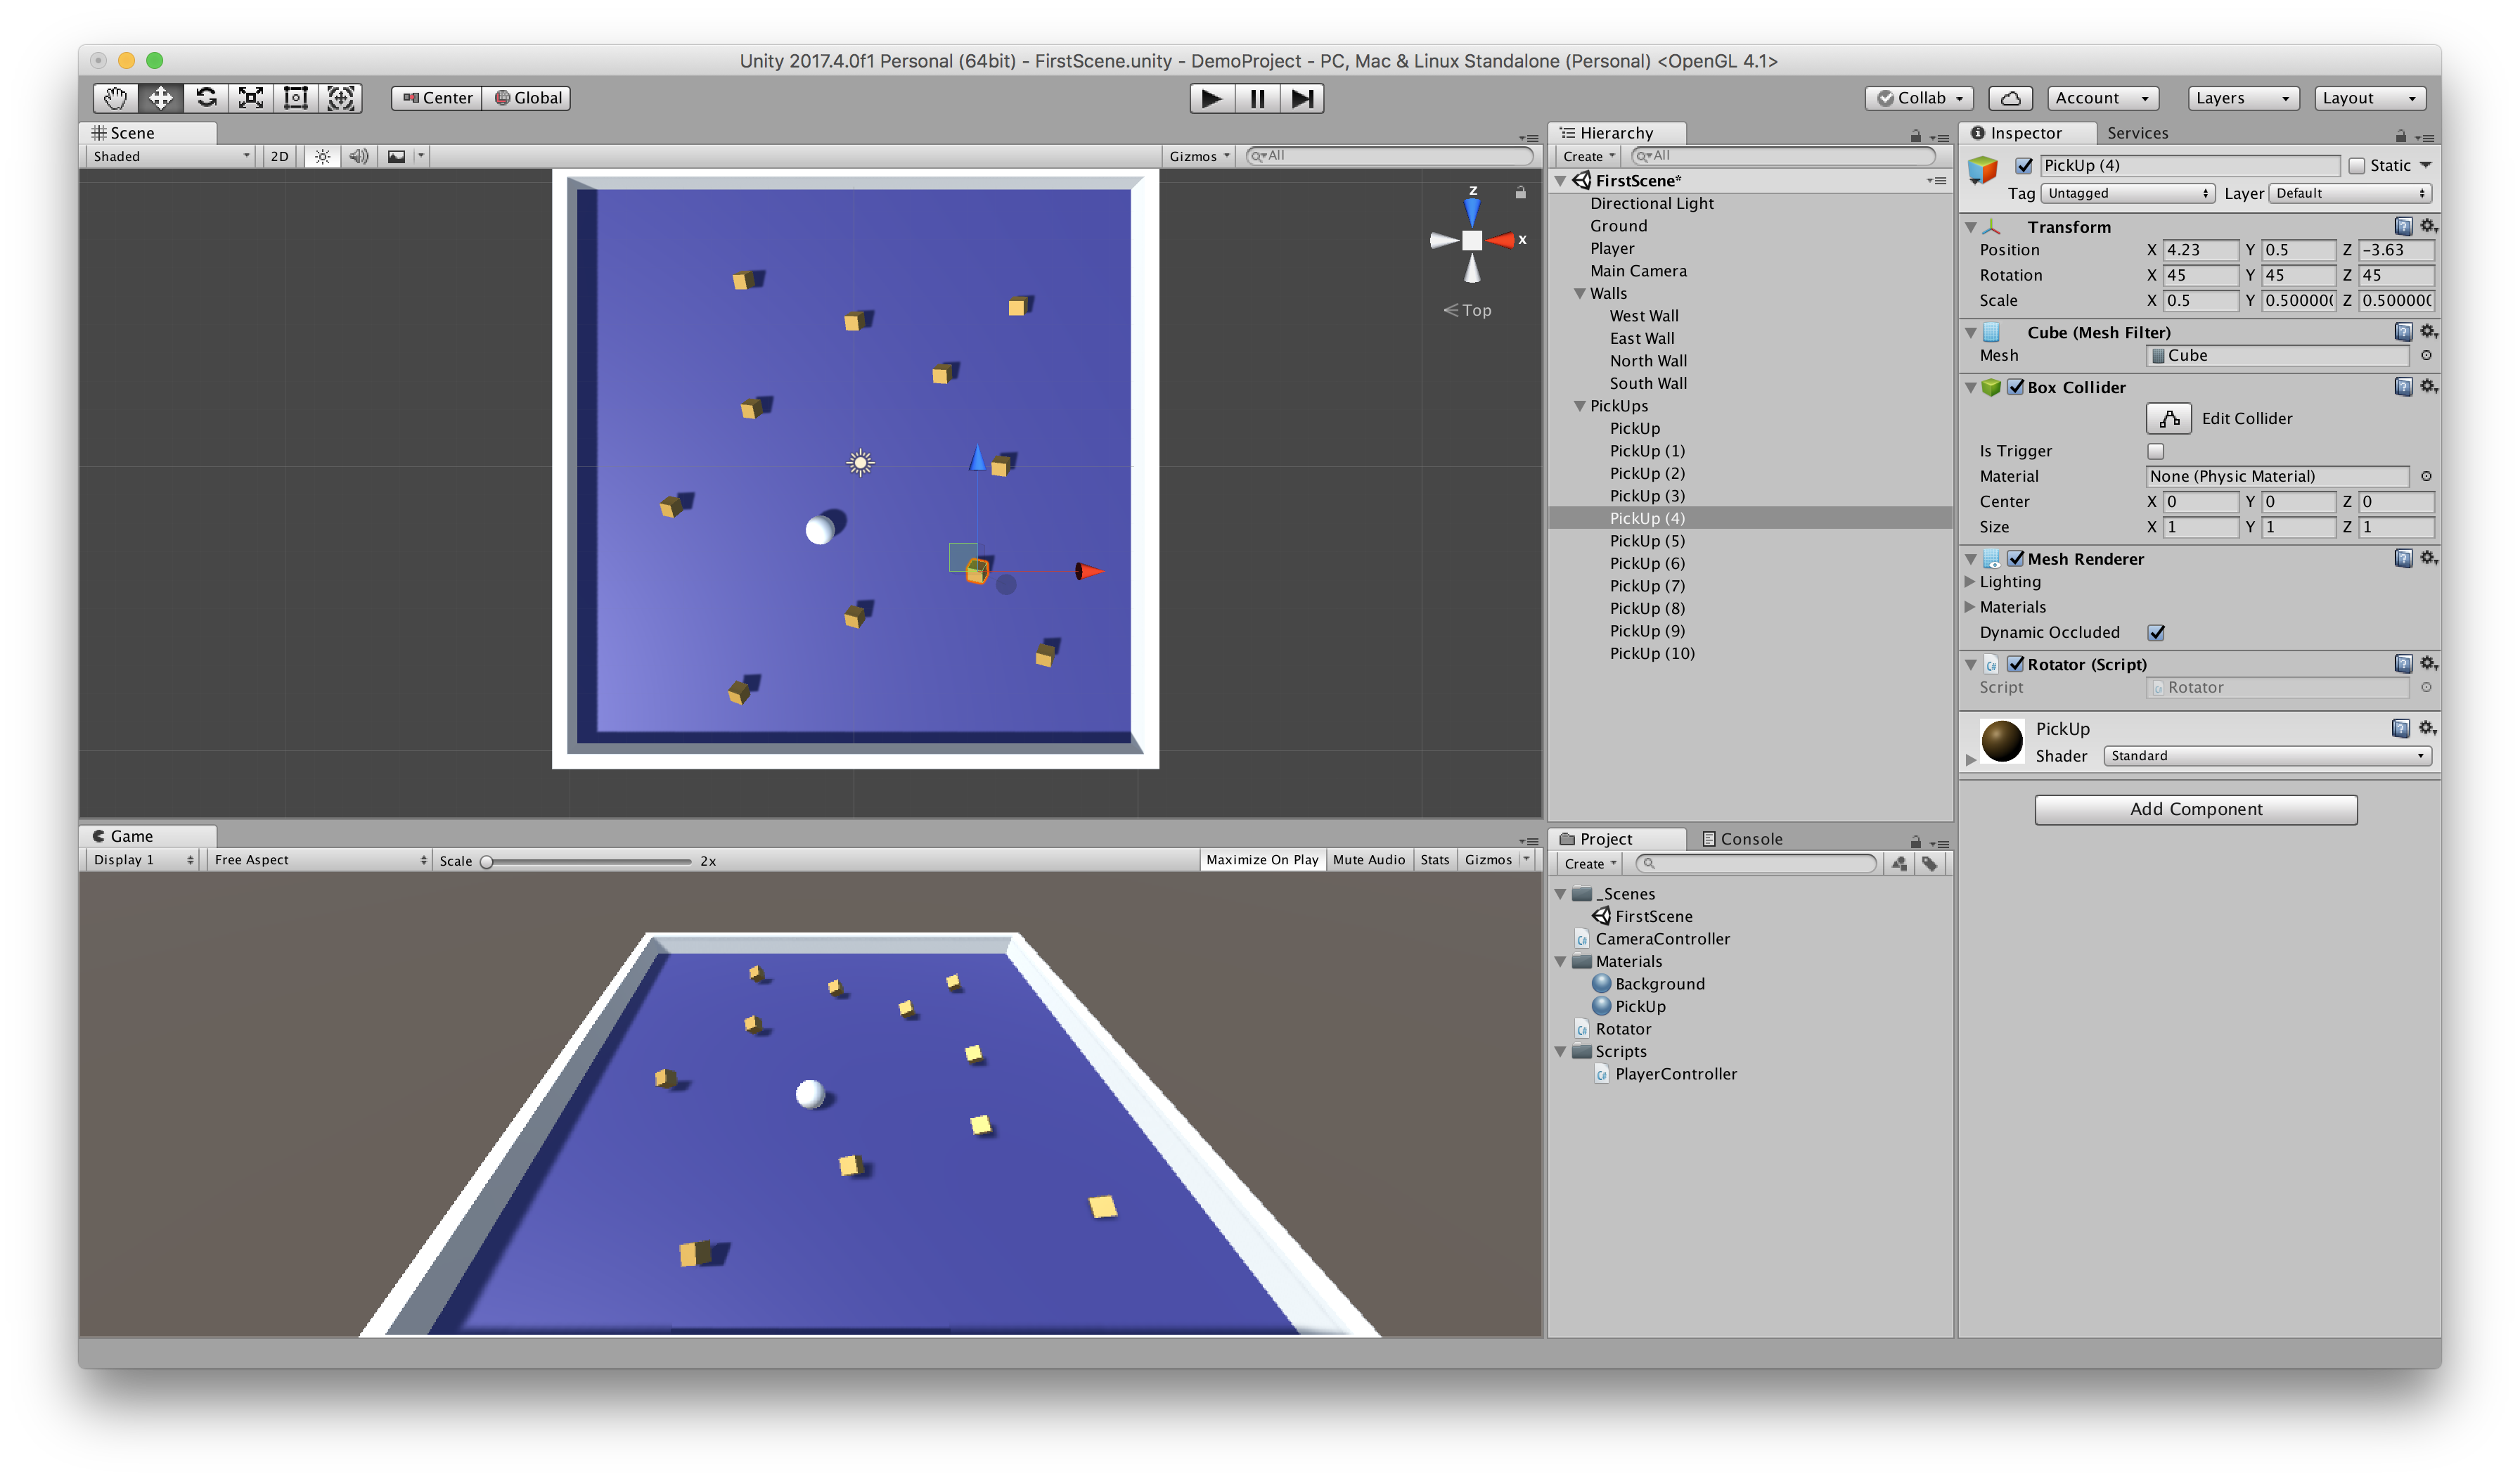 Unity 2017.4.0f1 Personal (64bit) - FirstScene.unity - DemoProject - PC, Mac & Linux Standalone (Personal) <OpenGL 4.1>
Center Global Collab Account Layers Layout
Scene
Shaded 2D Gizmos All
z
x
Top
Hierarchy
Create All
FirstScene*
Directional Light
Ground
Player
Main Camera
Walls
West Wall
East Wall
North Wall
South Wall
PickUps
PickUp
PickUp (1)
PickUp (2)
PickUp (3)
PickUp (4)
PickUp (5)
PickUp (6)
PickUp (7)
PickUp (8)
PickUp (9)
PickUp (10)
Inspector Services
PickUp (4) Static
Tag Untagged Layer Default
Transform
Position X 4.23 Y 0.5 Z -3.63
Rotation X 45 Y 45 Z 45
Scale X 0.5 Y 0.500000 Z 0.500000
Cube (Mesh Filter)
Mesh Cube
Box Collider
Edit Collider
Is Trigger
Material None (Physic Material)
Center X 0 Y 0 Z 0
Size X 1 Y 1 Z 1
Mesh Renderer
Lighting
Materials
Dynamic Occluded
Rotator (Script)
Script Rotator
PickUp
Shader Standard
Add Component
Game
Display 1 Free Aspect Scale 2x Maximize On Play Mute Audio Stats Gizmos
Project Console
Create
_Scenes
FirstScene
CameraController
Materials
Background
PickUp
Rotator
Scripts
PlayerController